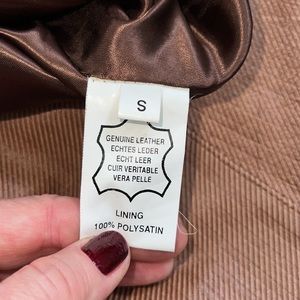 S
GENUINE LEATHER
ECHTES LEDER
ECHT LEER
CUIR VERITABLE
VERA PELLE
LINING
100% POLYSATIN